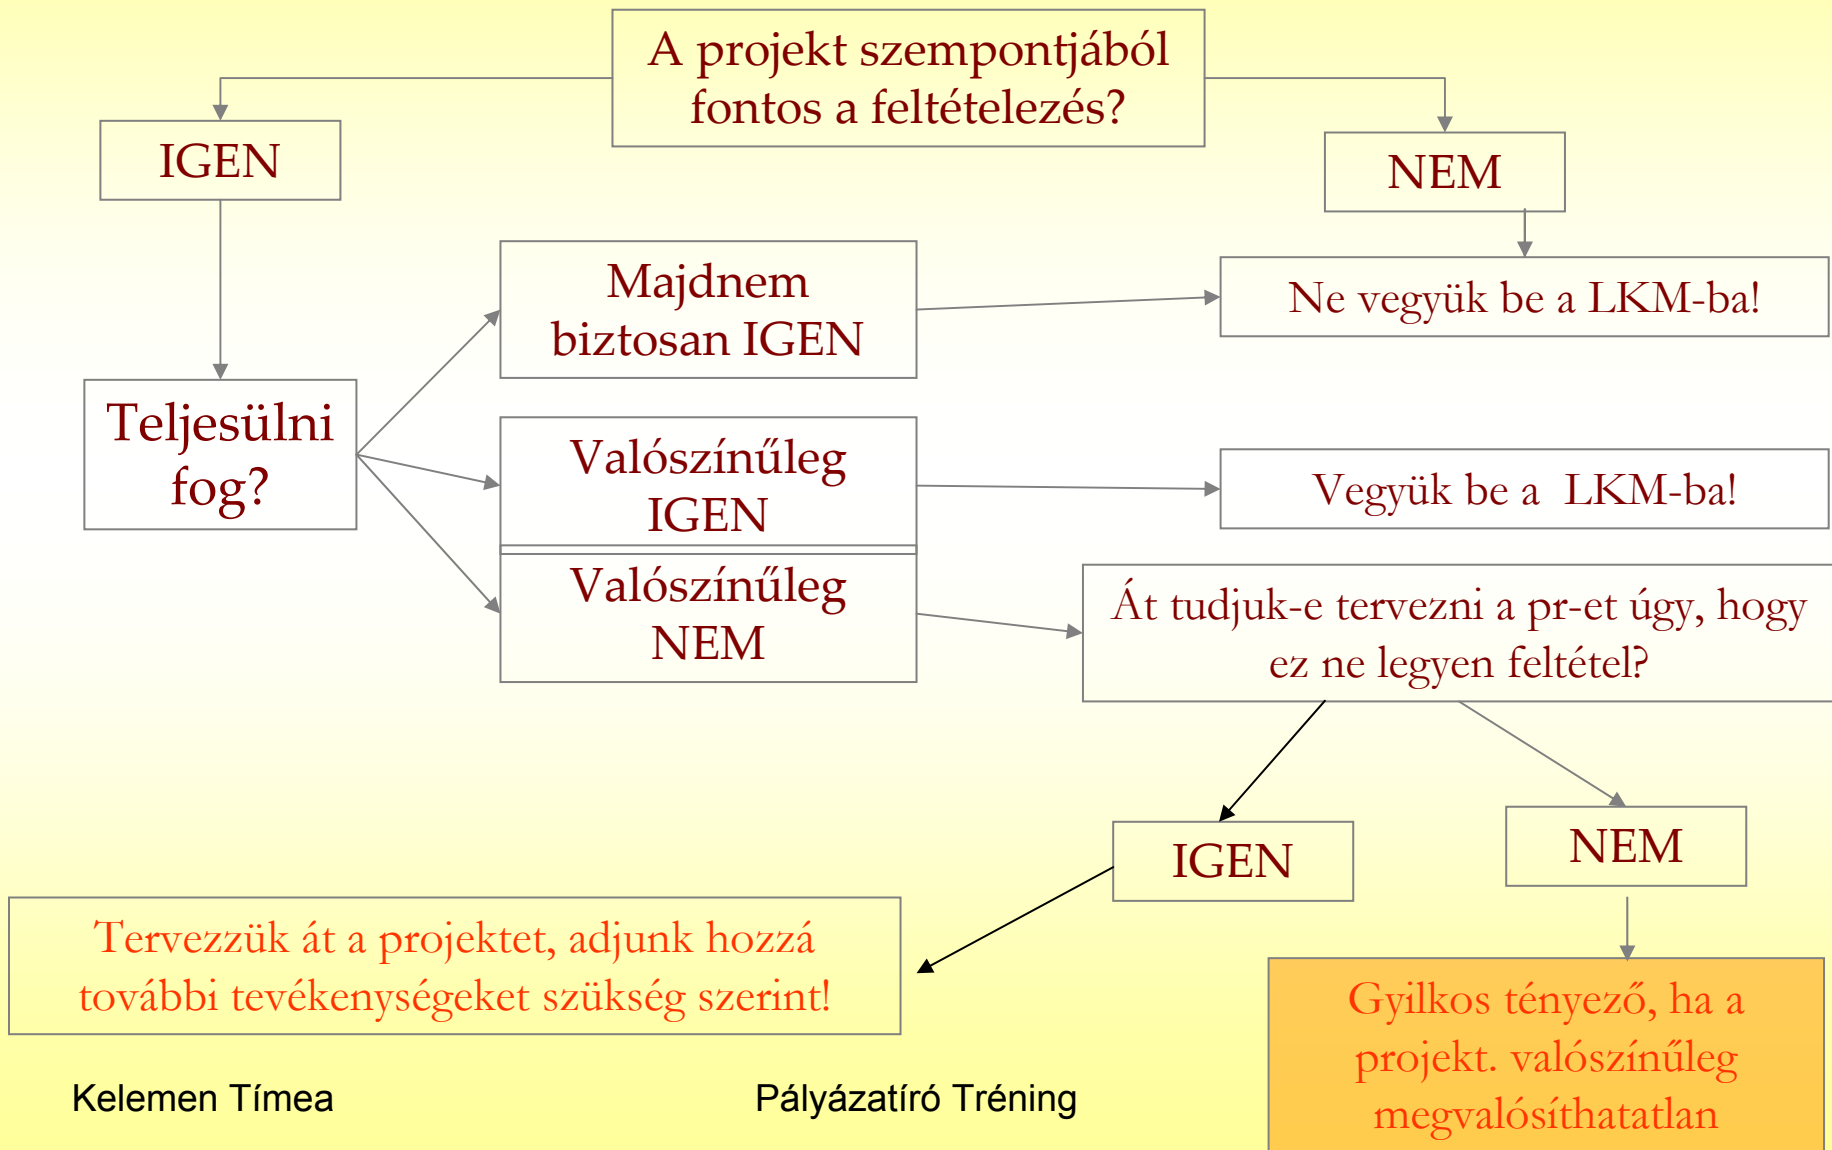 A projekt szempontjából
fontos a feltételezés?
IGEN
NEM
Majdnem
biztosan IGEN
Ne vegyük be a LKM-ba!
Teljesülni
fog?
Valószínűleg
IGEN
Vegyük be a LKM-ba!
Valószínűleg
NEM
Át tudjuk-e tervezni a pr-et úgy, hogy
ez ne legyen feltétel?
IGEN
NEM
Tervezzük át a projektet, adjunk hozzá
további tevékenységeket szükség szerint!
Gyilkos tényező, ha a
projekt. valószínűleg
megvalósíthatatlan
Kelemen Tímea
Pályázatíró Tréning